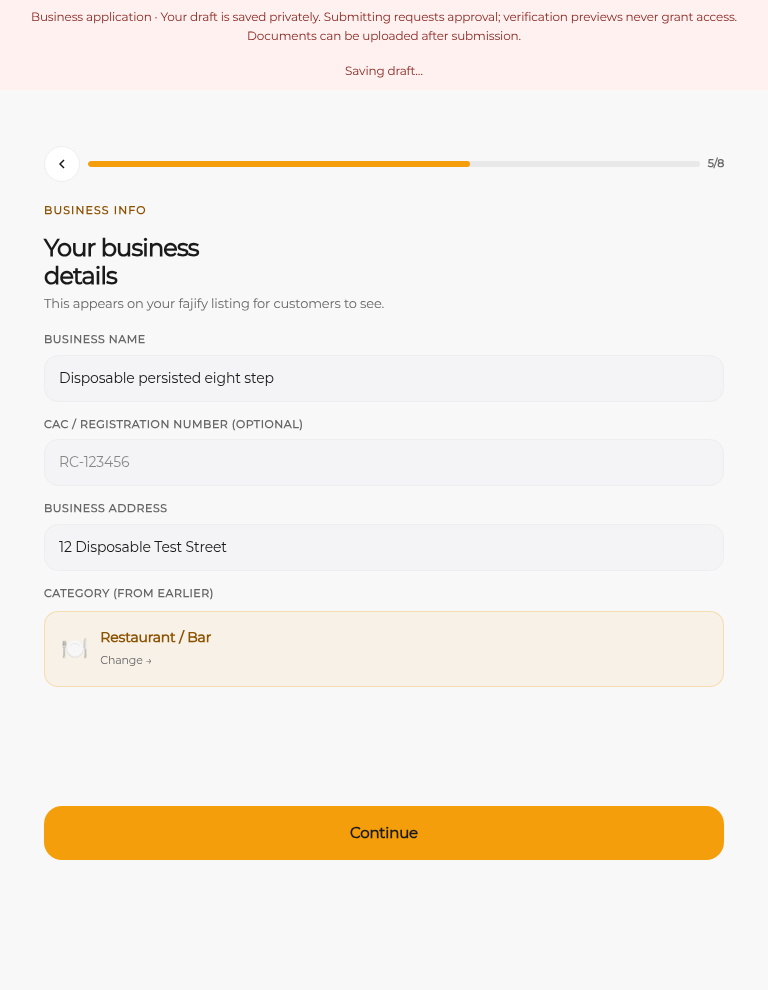 Business application · Your draft is saved privately. Submitting requests approval; verification previews never grant access.
Documents can be uploaded after submission.
Saving draft...
5/8
BUSINESS INFO
Your business
details
This appears on your fajify listing for customers to see.
BUSINESS NAME
Disposable persisted eight step
CAC / REGISTRATION NUMBER (OPTIONAL)
RC-123456
BUSINESS ADDRESS
12 Disposable Test Street
CATEGORY (FROM EARLIER)
Restaurant / Bar
Change →
Continue